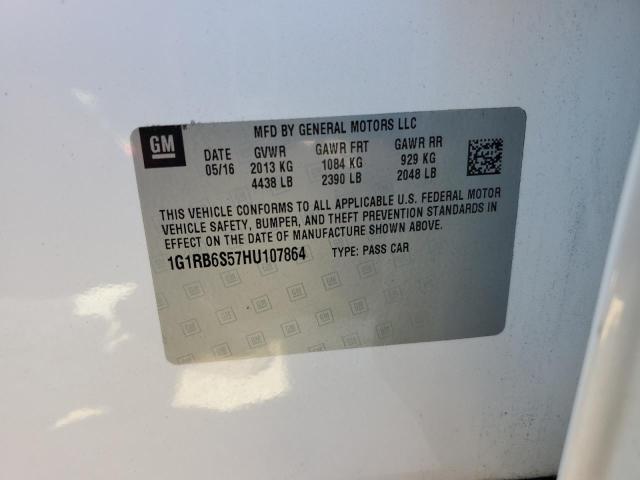 GM
MFD BY GENERAL MOTORS LLC
DATE GVWR GAWR FRT GAWR RR
05/16 2013 KG 1084 KG 929 KG
4438 LB 2390 LB 2048 LB
THIS VEHICLE CONFORMS TO ALL APPLICABLE U.S. FEDERAL MOTOR
VEHICLE SAFETY, BUMPER, AND THEFT PREVENTION STANDARDS IN
EFFECT ON THE DATE OF MANUFACTURE SHOWN ABOVE.
1G1RB6S57HU107864 TYPE: PASS CAR